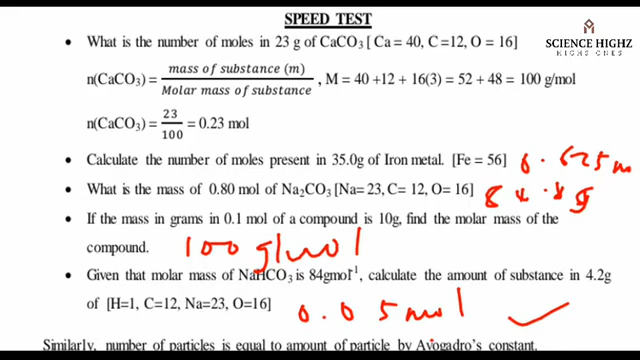 SPEED TEST
SCIENCE HIGHZ
HIGHS ONES
• What is the number of moles in 23 g of CaCO₃ [ Ca = 40, C=12, O = 16]
n(CaCO₃) = mass of substance (m) / Molar mass of substance , M = 40 +12 + 16(3) = 52 + 48 = 100 g/mol
n(CaCO₃) = 23/100 = 0.23 mol
• Calculate the number of moles present in 35.0g of Iron metal. [Fe = 56] 0.625m
• What is the mass of 0.80 mol of Na₂CO₃ [Na= 23, C= 12, O= 16] 84.8g
• If the mass in grams in 0.1 mol of a compound is 10g, find the molar mass of the
compound. 100g/mol
• Given that molar mass of NaHCO₃ is 84gmol⁻¹, calculate the amount of substance in 4.2g
of [H=1, C=12, Na=23, O=16] 0.05mol
Similarly, number of particles is equal to amount of particle by Avogadro's constant.